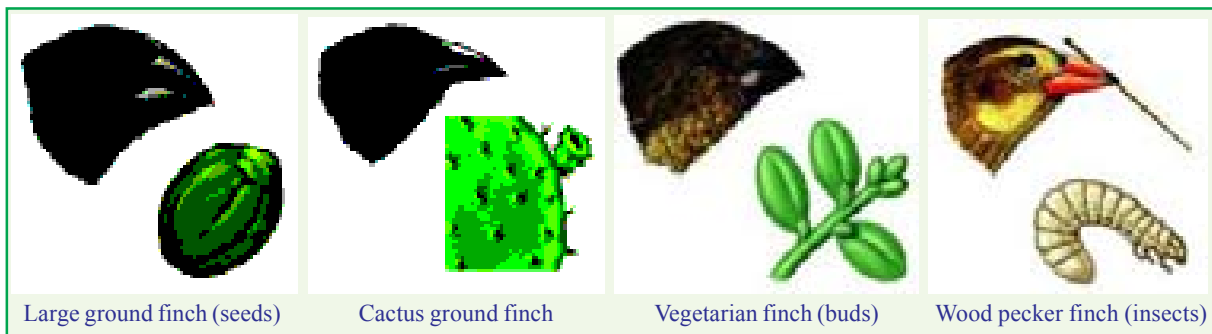 Large ground finch (seeds)
Cactus ground finch
Vegetarian finch (buds)
Wood pecker finch (insects)